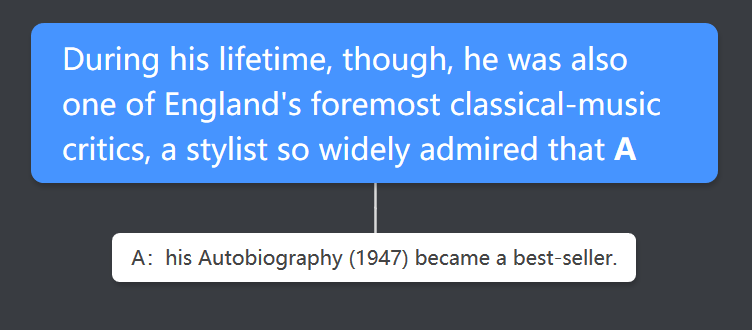 During his lifetime, though, he was also
one of England's foremost classical-music
critics, a stylist so widely admired that A
A：his Autobiography (1947) became a best-seller.